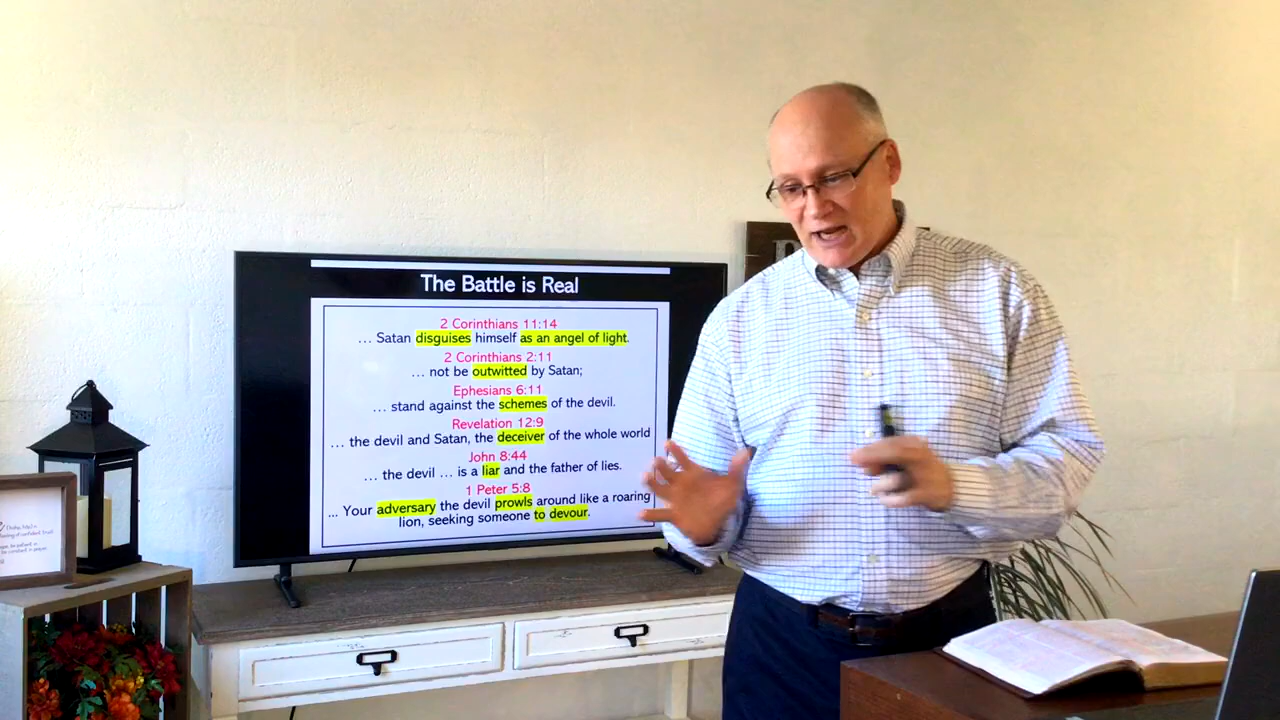 The Battle is Real
2 Corinthians 11:14
… Satan disguises himself as an angel of light.
2 Corinthians 2:11
… not be outwitted by Satan;
Ephesians 6:11
… stand against the schemes of the devil.
Revelation 12:9
… the devil and Satan, the deceiver of the whole world
John 8:44
… the devil … is a liar and the father of lies.
1 Peter 5:8
... Your adversary the devil prowls around like a roaring
lion, seeking someone to devour.